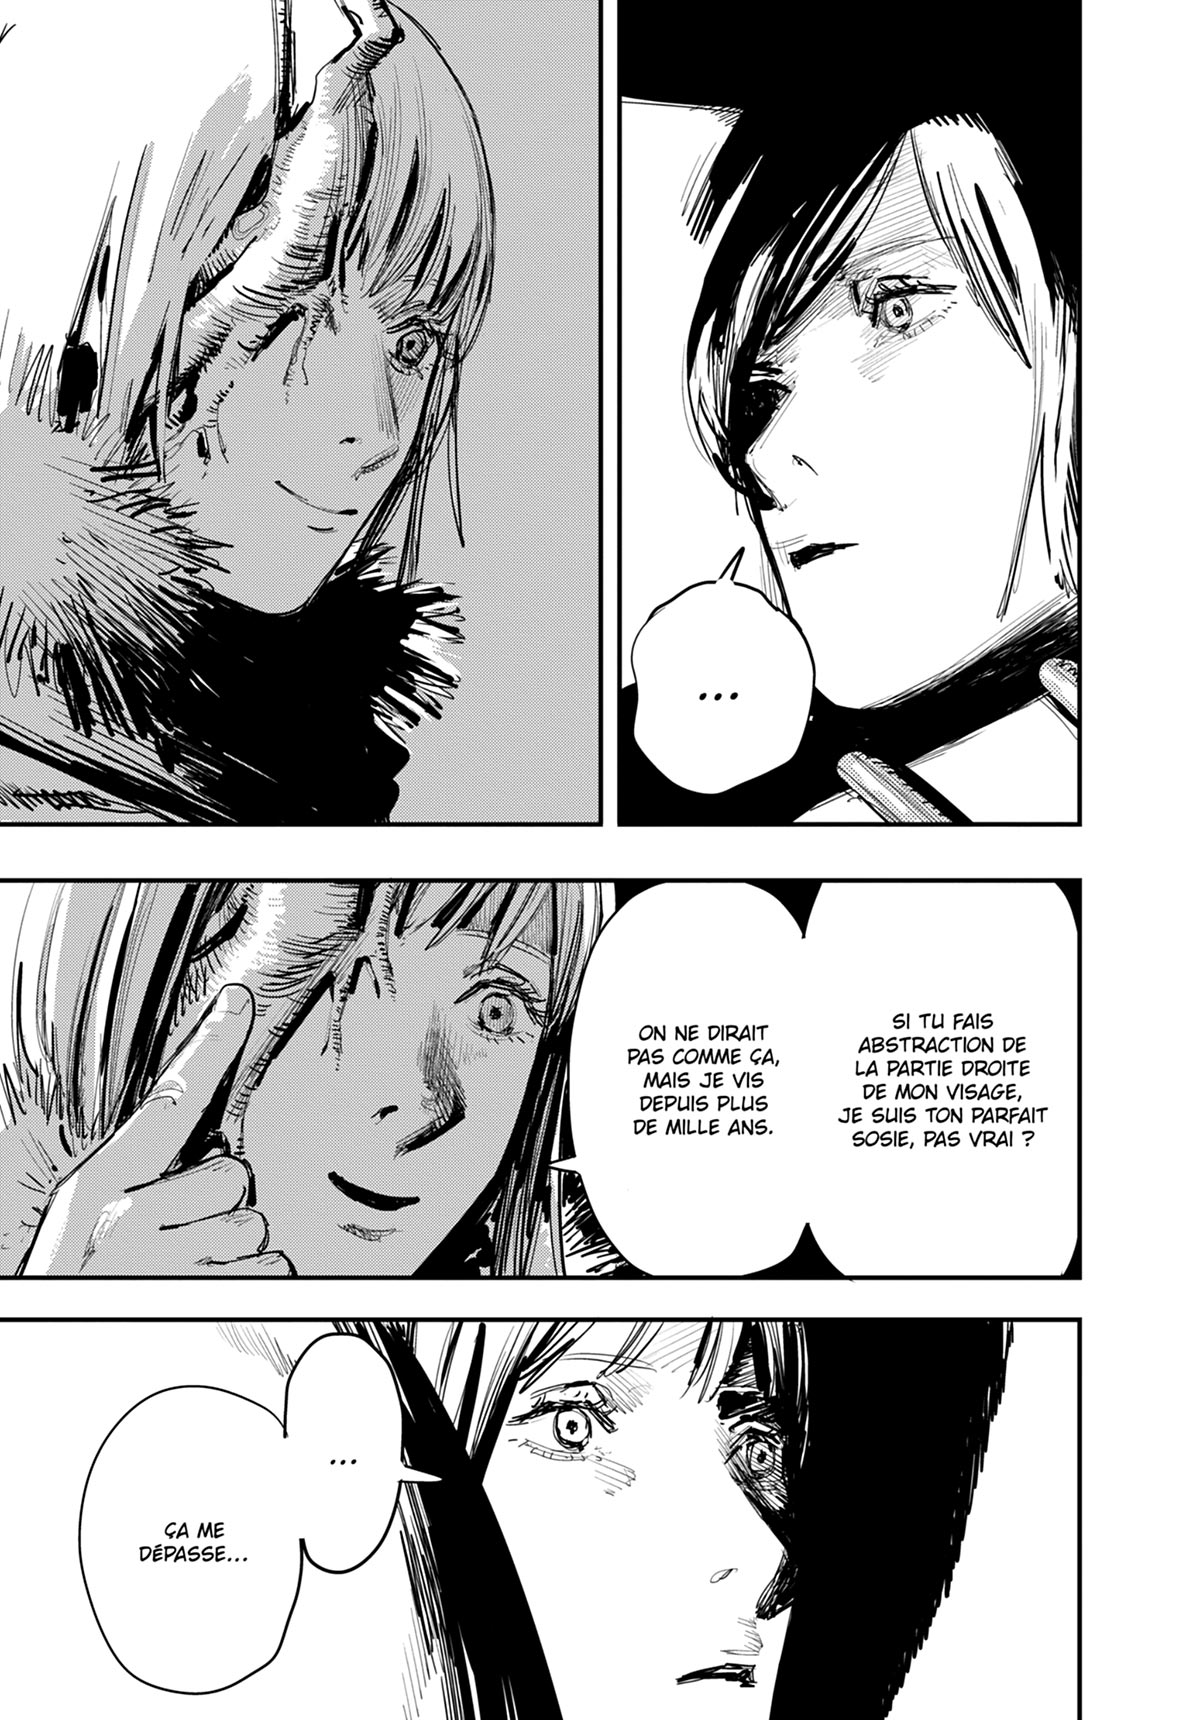 ...
SI TU FAIS
ABSTRACTION DE
LA PARTIE DROITE
DE MON VISAGE,
JE SUIS TON PARFAIT
SOSIE, PAS VRAI ?
ON NE DIRAIT
PAS COMME ÇA,
MAIS JE VIS
DEPUIS PLUS
DE MILLE ANS.
...
ÇA ME
DÉPASSE...